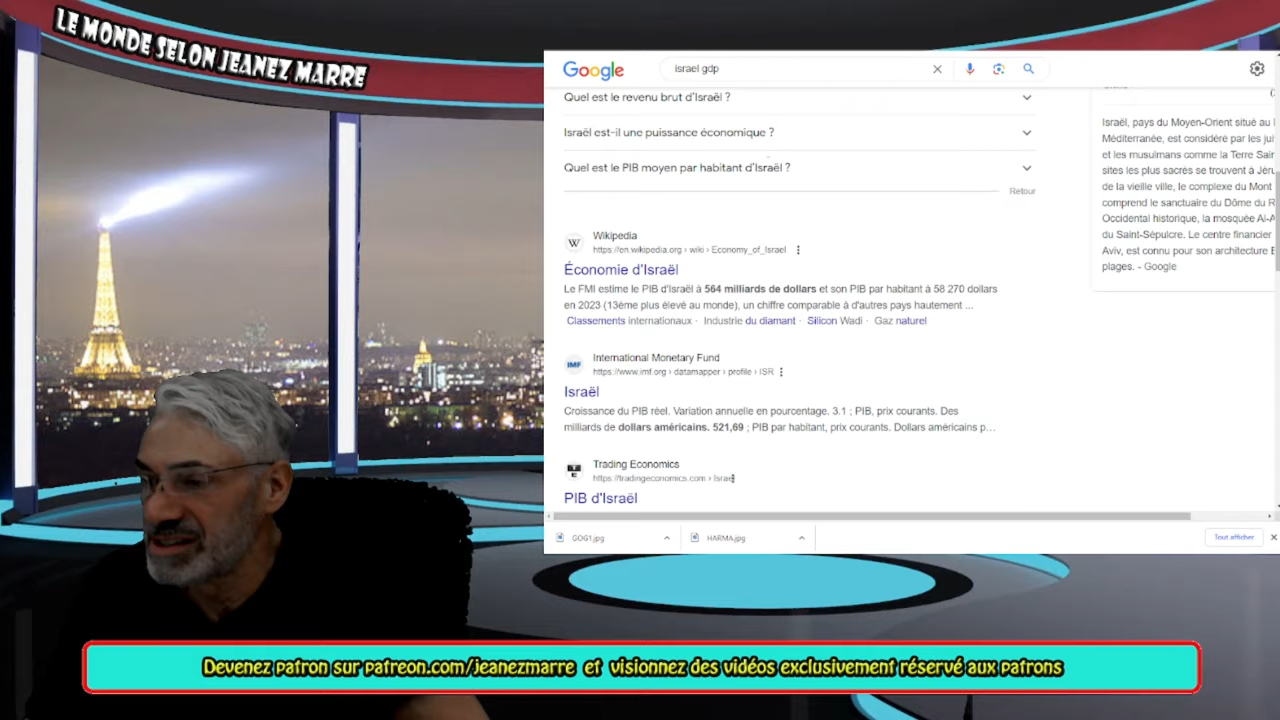 LE MONDE SELON JEANEZ MARRE
Google
israel gdp
Quel est le revenu brut d'Israël ?
Israël est-il une puissance économique ?
Quel est le PIB moyen par habitant d'Israël ?
Retour
Wikipedia
https://en.wikipedia.org › wiki › Economy_of_Israel
Économie d'Israël
Le FMI estime le PIB d'Israël à 564 milliards de dollars et son PIB par habitant à 58 270 dollars
en 2023 (13ème plus élevé au monde), un chiffre comparable à d'autres pays hautement ...
Classements internationaux · Industrie du diamant · Silicon Wadi · Gaz naturel
IMF
International Monetary Fund
https://www.imf.org › datamapper › profile › ISR
Israël
Croissance du PIB réel. Variation annuelle en pourcentage. 3.1 ; PIB, prix courants. Des
milliards de dollars américains. 521,69 ; PIB par habitant, prix courants. Dollars américains p...
Trading Economics
https://tradingeconomics.com › Israel
PIB d'Israël
Israël, pays du Moyen-Orient situé au
Méditerranée, est considéré par les
et les musulmans comme la Terre
sites les plus sacrés se trouvent à
de la vieille ville, le complexe du Mont
comprend le sanctuaire du Dôme du
Occidental historique, la mosquée
du Saint-Sépulcre. Le centre financier
Aviv, est connu pour son architecture
plages. - Google
GOG1.jpg
HARMA.jpg
Tout afficher
Devenez patron sur patreon.com/jeanezmarre et visionnez des vidéos exclusivement réservé aux patrons